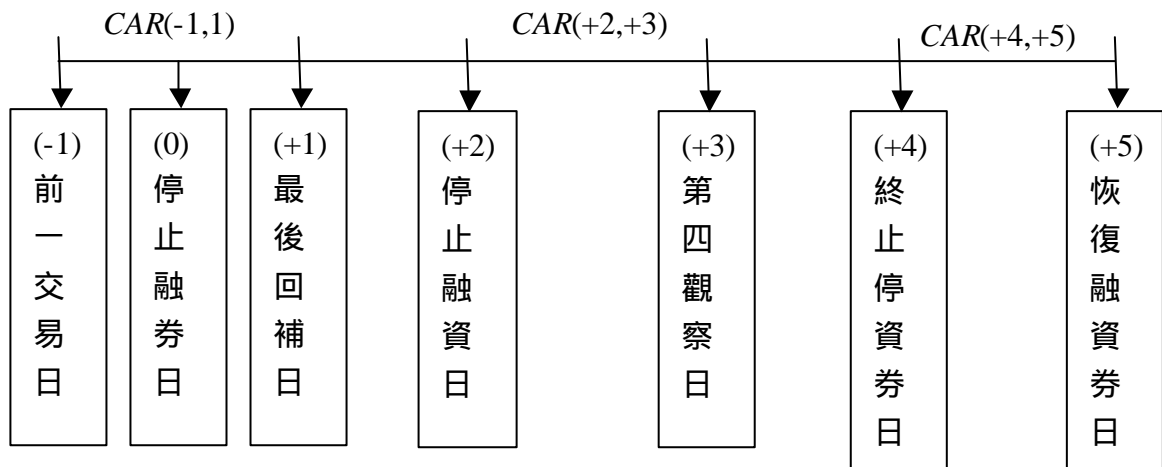 CAR(-1,1)
CAR(+2,+3)
CAR(+4,+5)
(-1)
前一交易日
(0)
停止融券日
(+1)
最後回補日
(+2)
停止融資日
(+3)
第四觀察日
(+4)
終止停資券日
(+5)
恢復融資券日